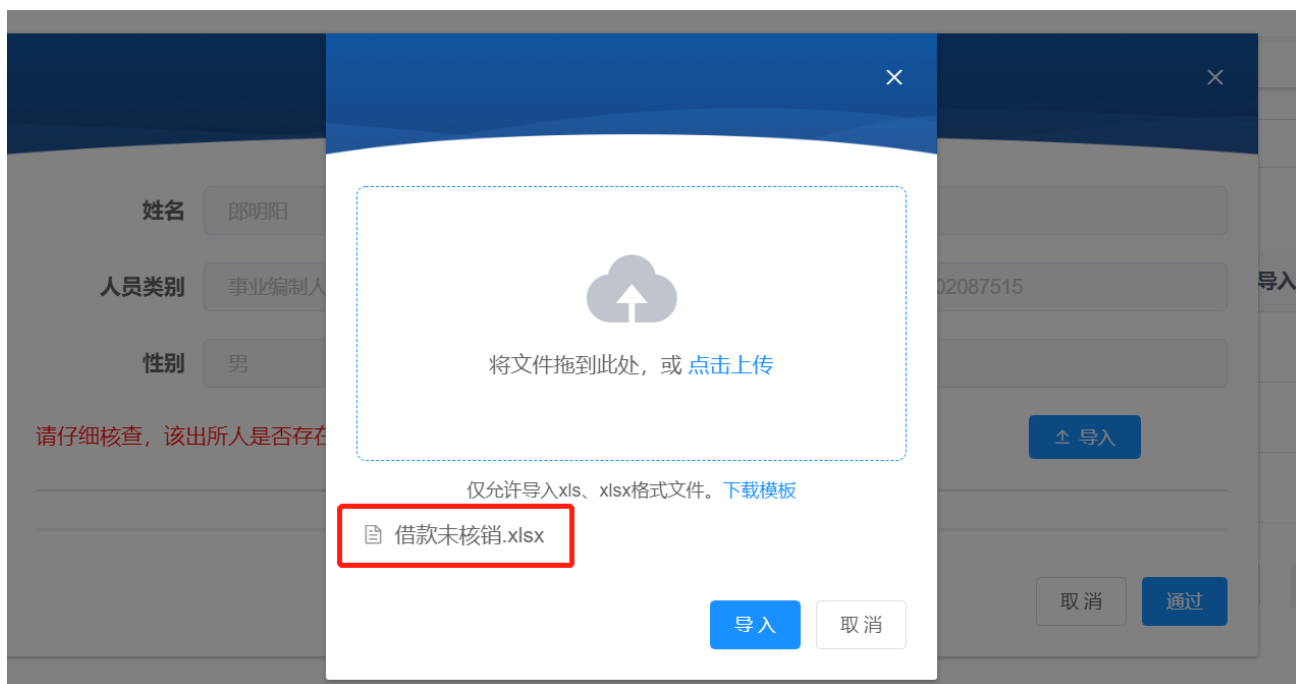 姓名 郎明阳
人员类别 事业编制人 02087515
导入
性别 男
将文件拖到此处，或 点击上传
请仔细核查，该出所人是否存在
导入
仅允许导入xls、xlsx格式文件。下载模板
借款未核销.xlsx
取消 通过
导入 取消